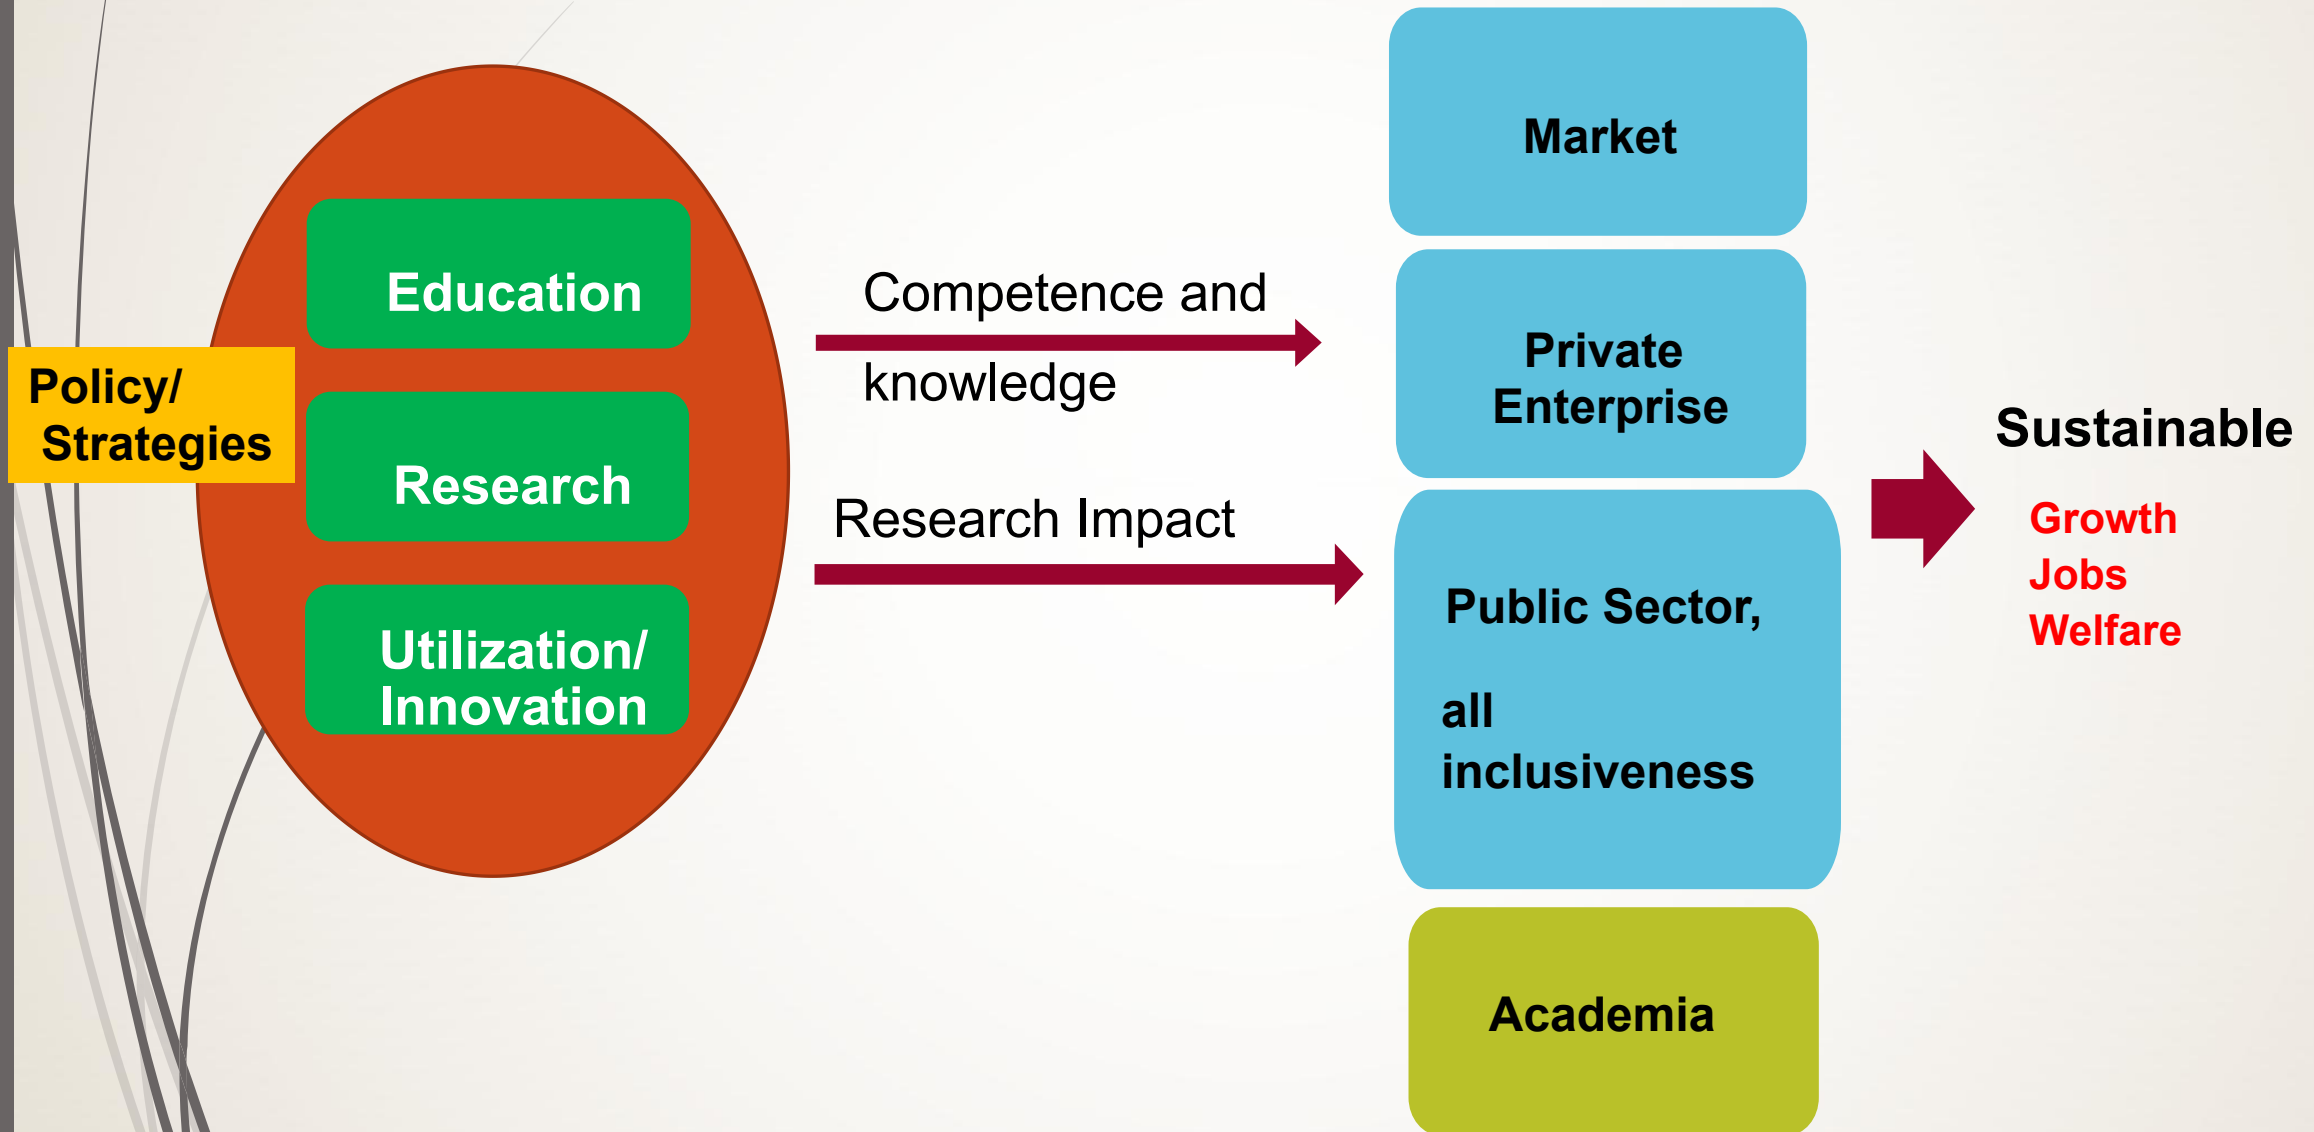 Policy/
Strategies
Education
Research
Utilization/
Innovation
Competence and
knowledge
Research Impact
Market
Private
Enterprise
Public Sector,
all
inclusiveness
Academia
Sustainable
Growth
Jobs
Welfare